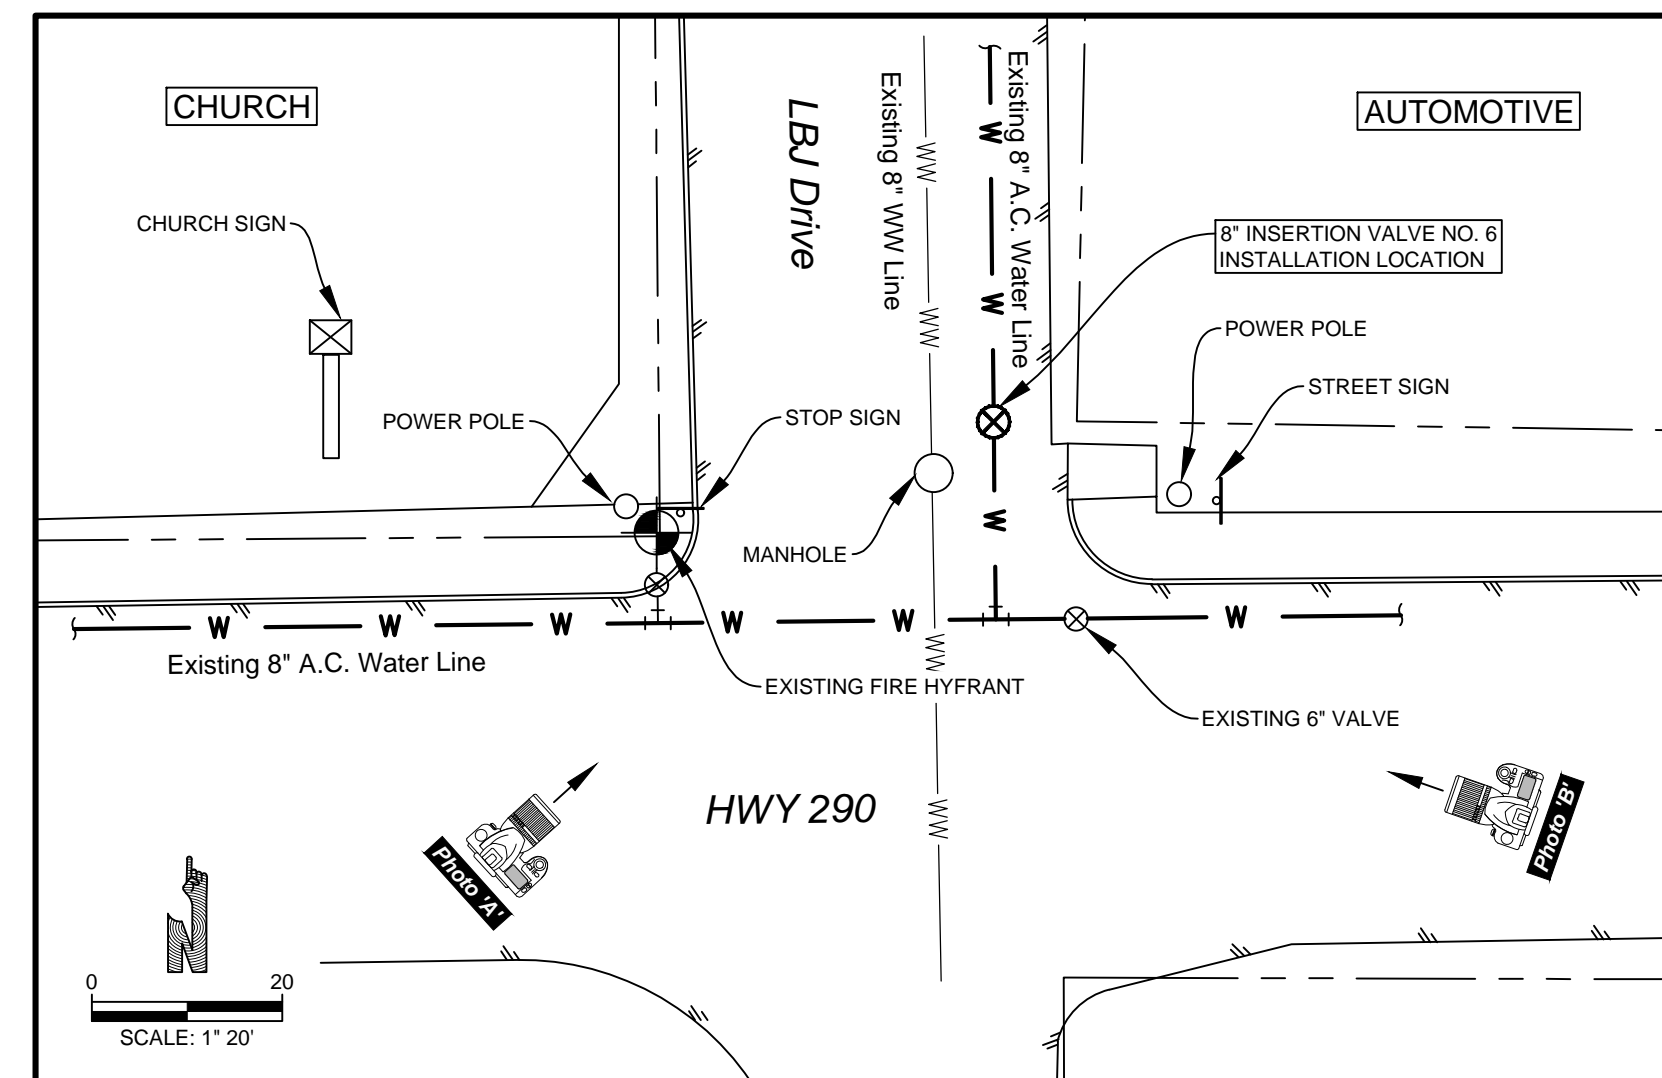 CHURCH
AUTOMOTIVE
LBJ Drive
Existing 8" WW Line
Existing 8" A.C. Water Line
W
W
W
CHURCH SIGN
8" INSERTION VALVE NO. 6
INSTALLATION LOCATION
POWER POLE
STREET SIGN
POWER POLE
STOP SIGN
MANHOLE
W W W W W W
Existing 8" A.C. Water Line
EXISTING FIRE HYFRANT
EXISTING 6" VALVE
HWY 290
Photo 'A'
Photo 'B'
N
0 20
SCALE: 1" 20'